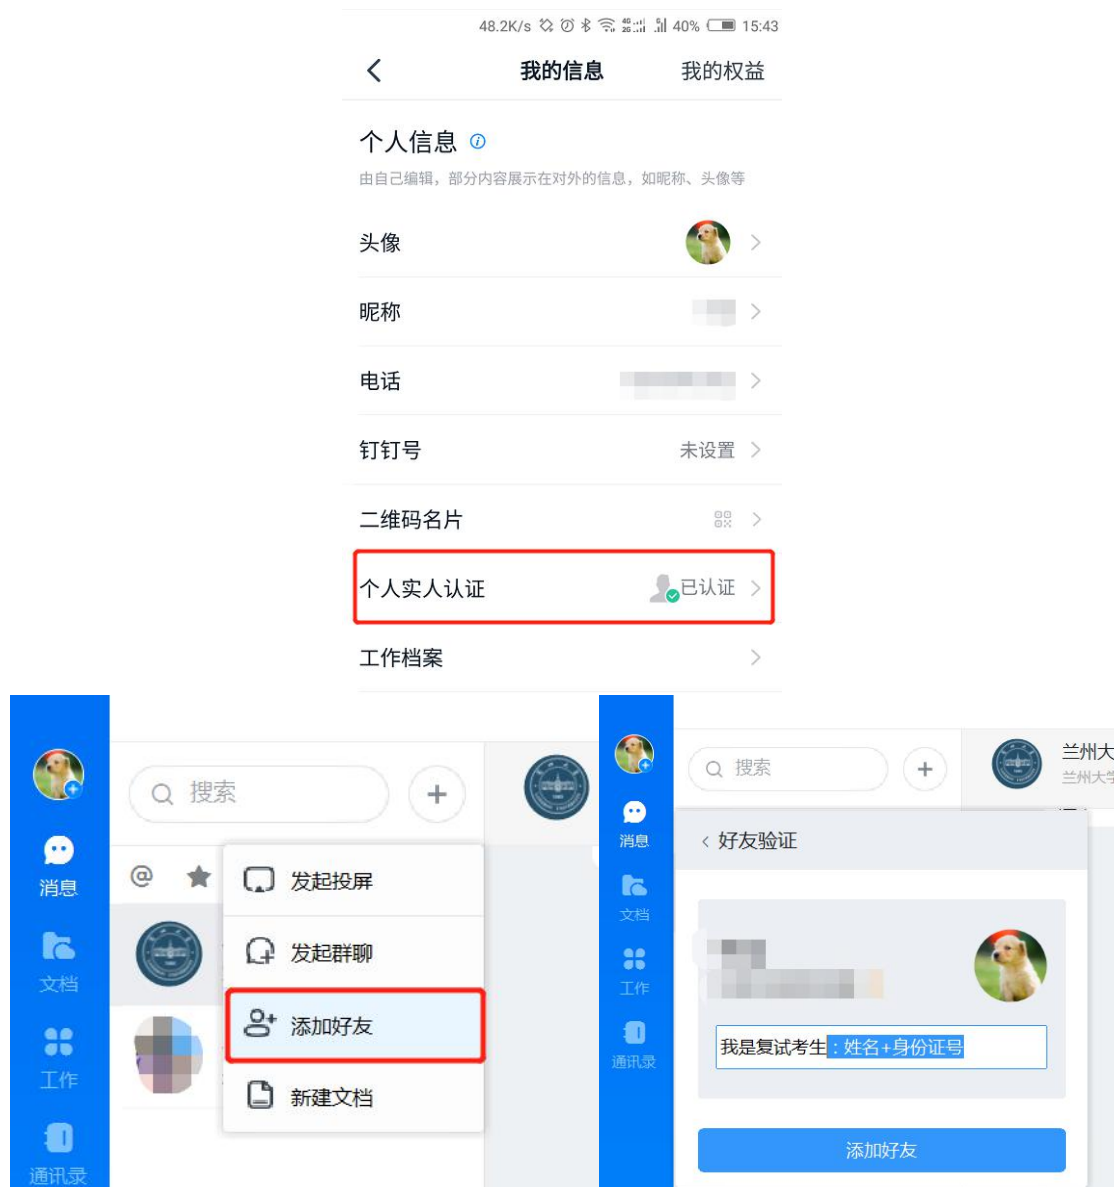 48.2K/s 4G 2G 40% 15:43
我的信息 我的权益
个人信息
由自己编辑，部分内容展示在对外的信息，如昵称、头像等
头像
昵称
电话
钉钉号 未设置
二维码名片
个人实人认证 已认证
工作档案
搜索
消息
@
文档
工作
通讯录
发起投屏
发起群聊
添加好友
新建文档
搜索
兰州大
兰州大学
消息
文档
工作
通讯录
好友验证
我是复试考生：姓名+身份证号
添加好友